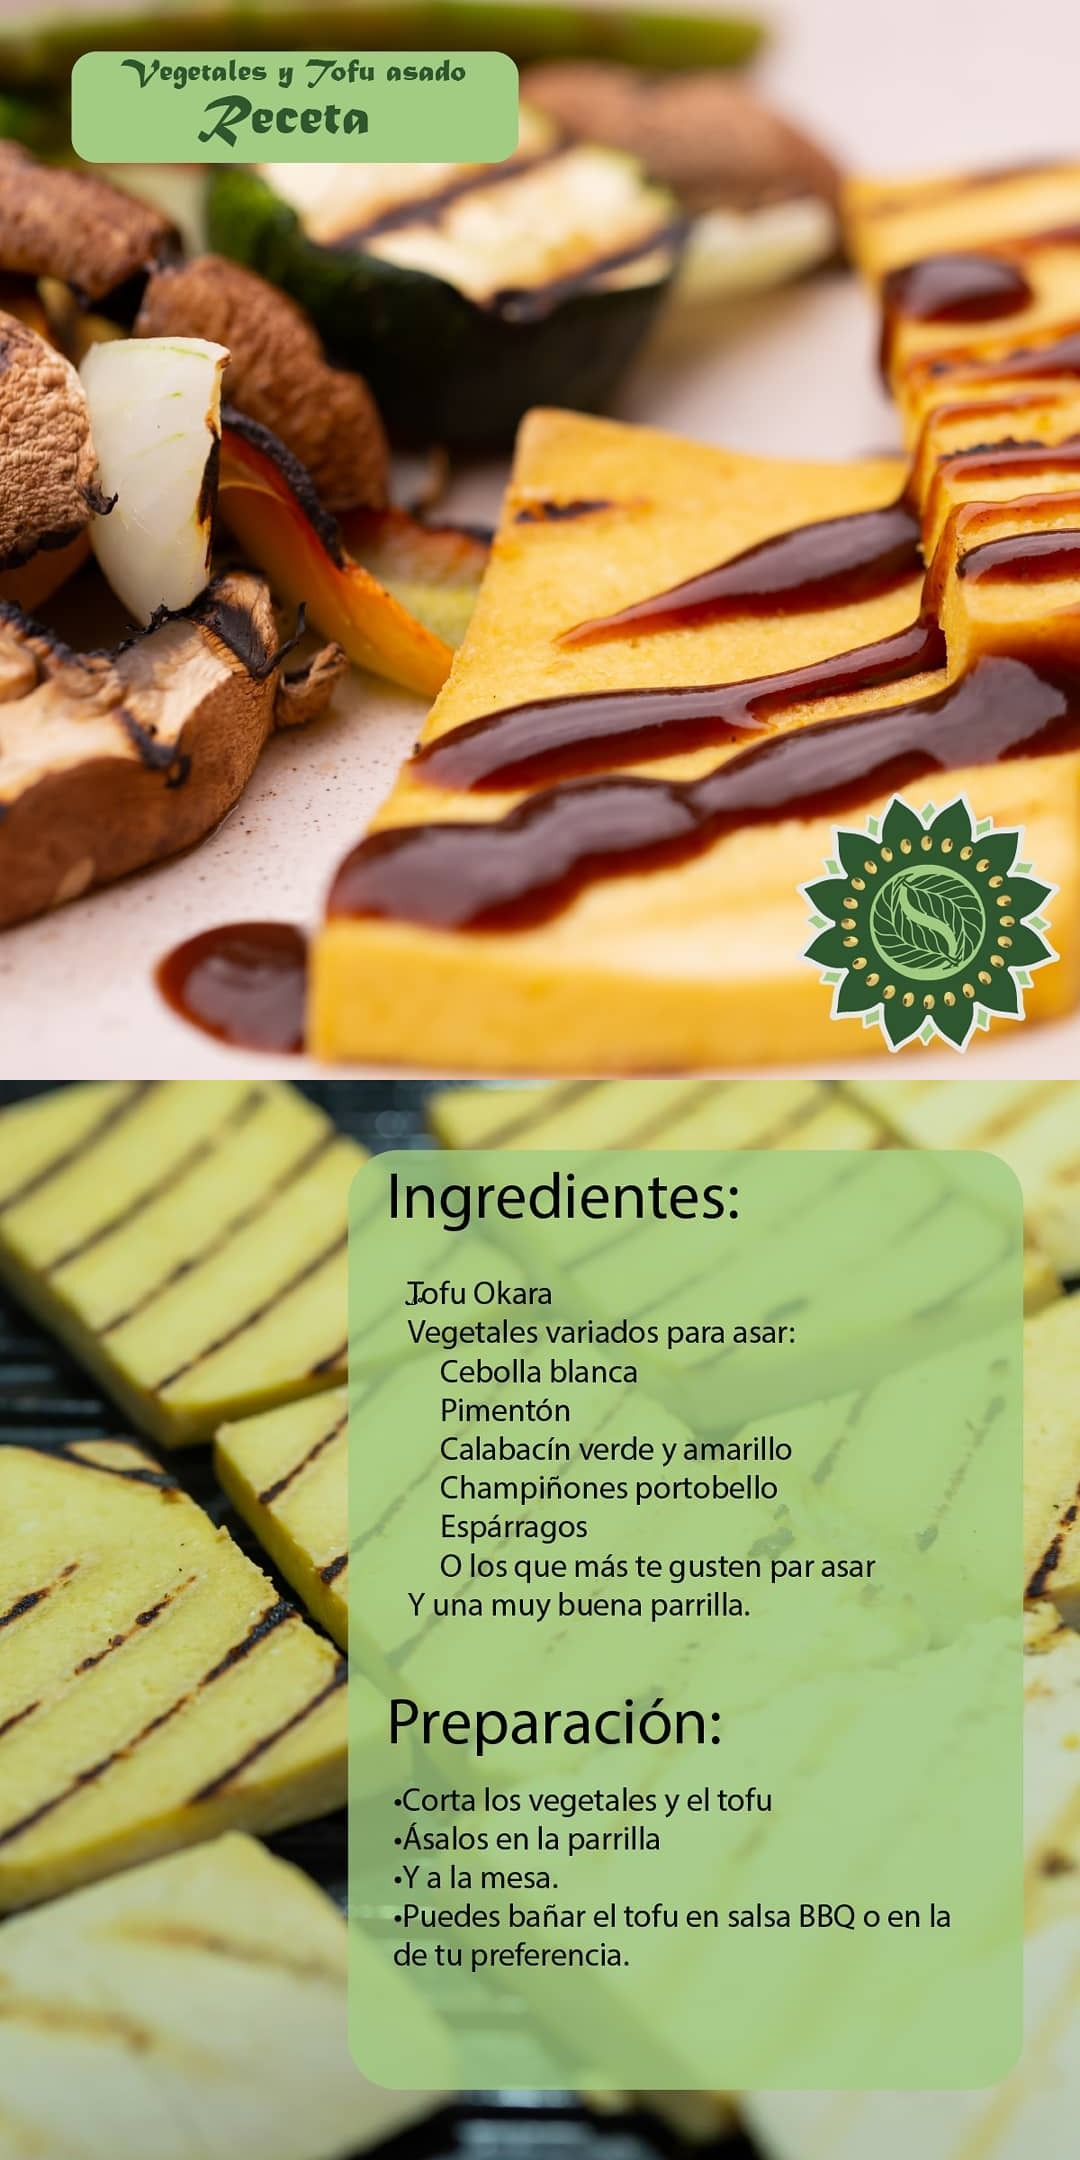 Vegetales y Tofu asado
Receta
Ingredientes:
Tofu Okara
Vegetales variados para asar:
Cebolla blanca
Pimentón
Calabacín verde y amarillo
Champiñones portobello
Espárragos
O los que más te gusten par asar
Y una muy buena parrilla.
Preparación:
•Corta los vegetales y el tofu
•Ásalos en la parrilla
•Y a la mesa.
•Puedes bañar el tofu en salsa BBQ o en la
de tu preferencia.